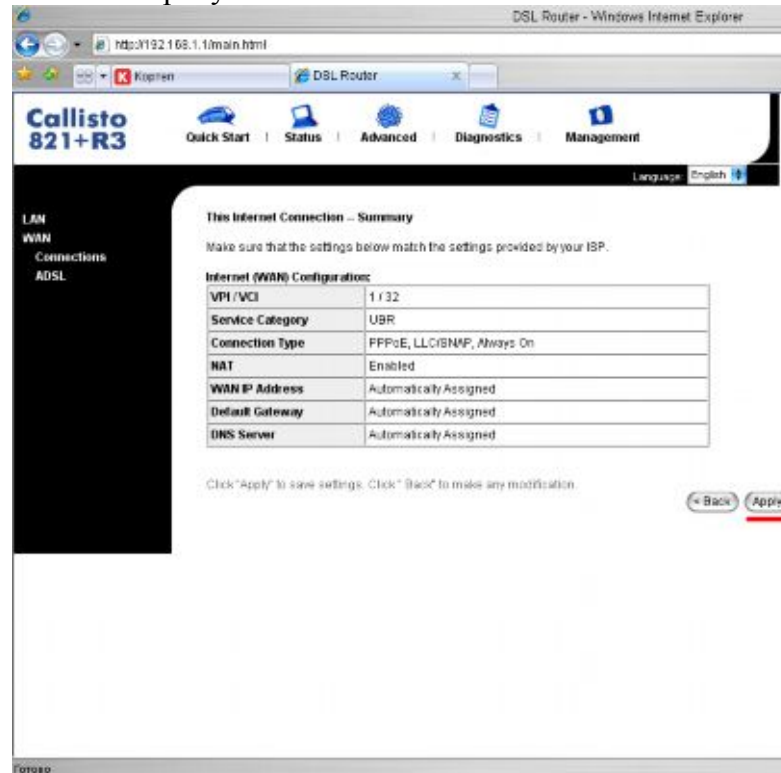 DSL Router - Windows Internet Explorer
http://192.168.1.1/main.html
DSL Router
Callisto
821+R3
Quick Start | Status | Advanced | Diagnostics | Management
Language: English
LAN
WAN
Connections
ADSL
This Internet Connection -- Summary
Make sure that the settings below match the settings provided by your ISP.
Internet (WAN) Configuration:
VPI / VCI 1 / 32
Service Category UBR
Connection Type PPPoE, LLC/SNAP, Always On
NAT Enabled
WAN IP Address Automatically Assigned
Default Gateway Automatically Assigned
DNS Server Automatically Assigned
Click "Apply" to save settings. Click " Back" to make any modification.
< Back Apply
Готово